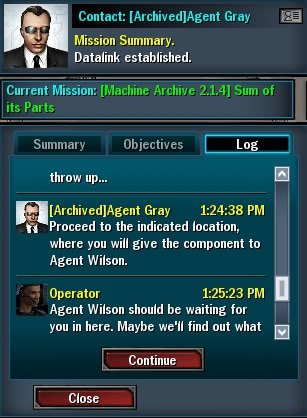 Contact: [Archived]Agent Gray
Mission Summary.
Datalink established.
Current Mission: [Machine Archive 2.1.4] Sum of
its Parts
Summary
Objectives
Log
throw up...
[Archived]Agent Gray 1:24:38 PM
Proceed to the indicated location,
where you will give the component to
Agent Wilson.
Operator 1:25:23 PM
Agent Wilson should be waiting for
you in here. Maybe we'll find out what
Continue
Close